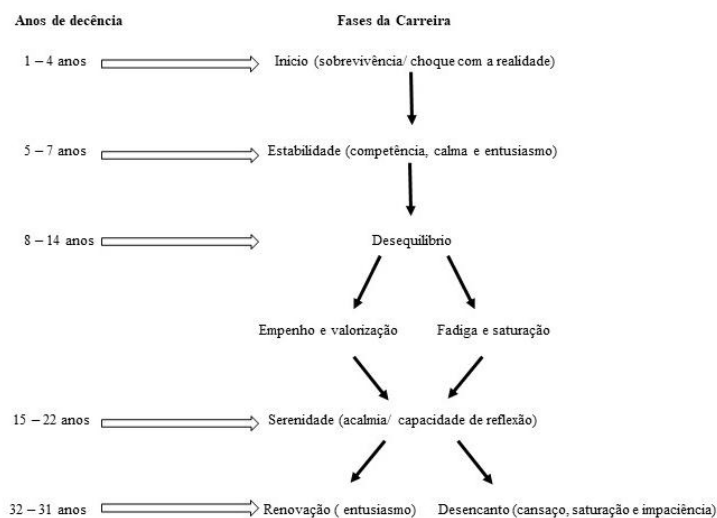 Anos de decência Fases da Carreira
1 – 4 anos Inicio (sobrevivência/ choque com a realidade)
5 – 7 anos Estabilidade (competência, calma e entusiasmo)
8 – 14 anos Desequilíbrio
Empenho e valorização Fadiga e saturação
15 – 22 anos Serenidade (acalmia/ capacidade de reflexão)
32 – 31 anos Renovação ( entusiasmo) Desencanto (cansaço, saturação e impaciência)